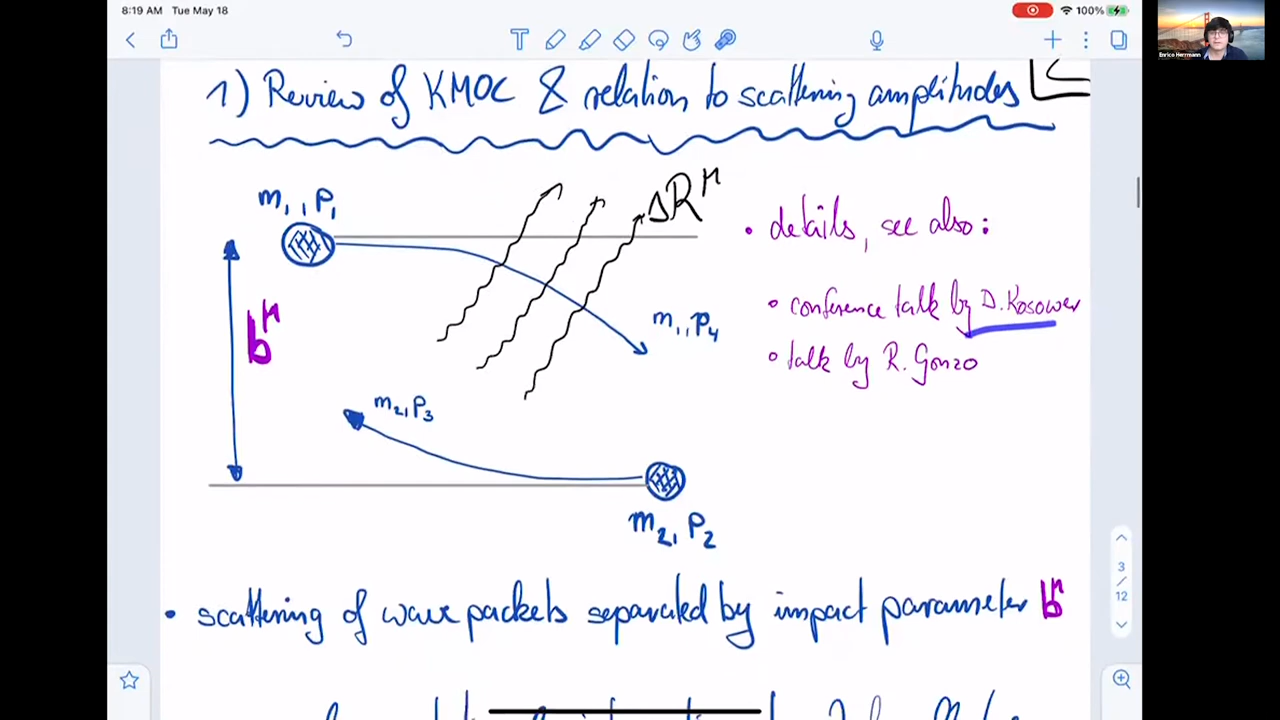 8:19 AM Tue May 18
100%
Enrico Herrmann
1) Review of KMOC & relation to scattering amplitudes
m₁, p₁
ΔR^μ
• details, see also:
b^μ
• conference talk by D. Kosower
m₁, p₄
• talk by R. Gonzo
m₂, p₃
m₂, p₂
3
/
12
• scattering of wave packets separated by impact parameter b^μ